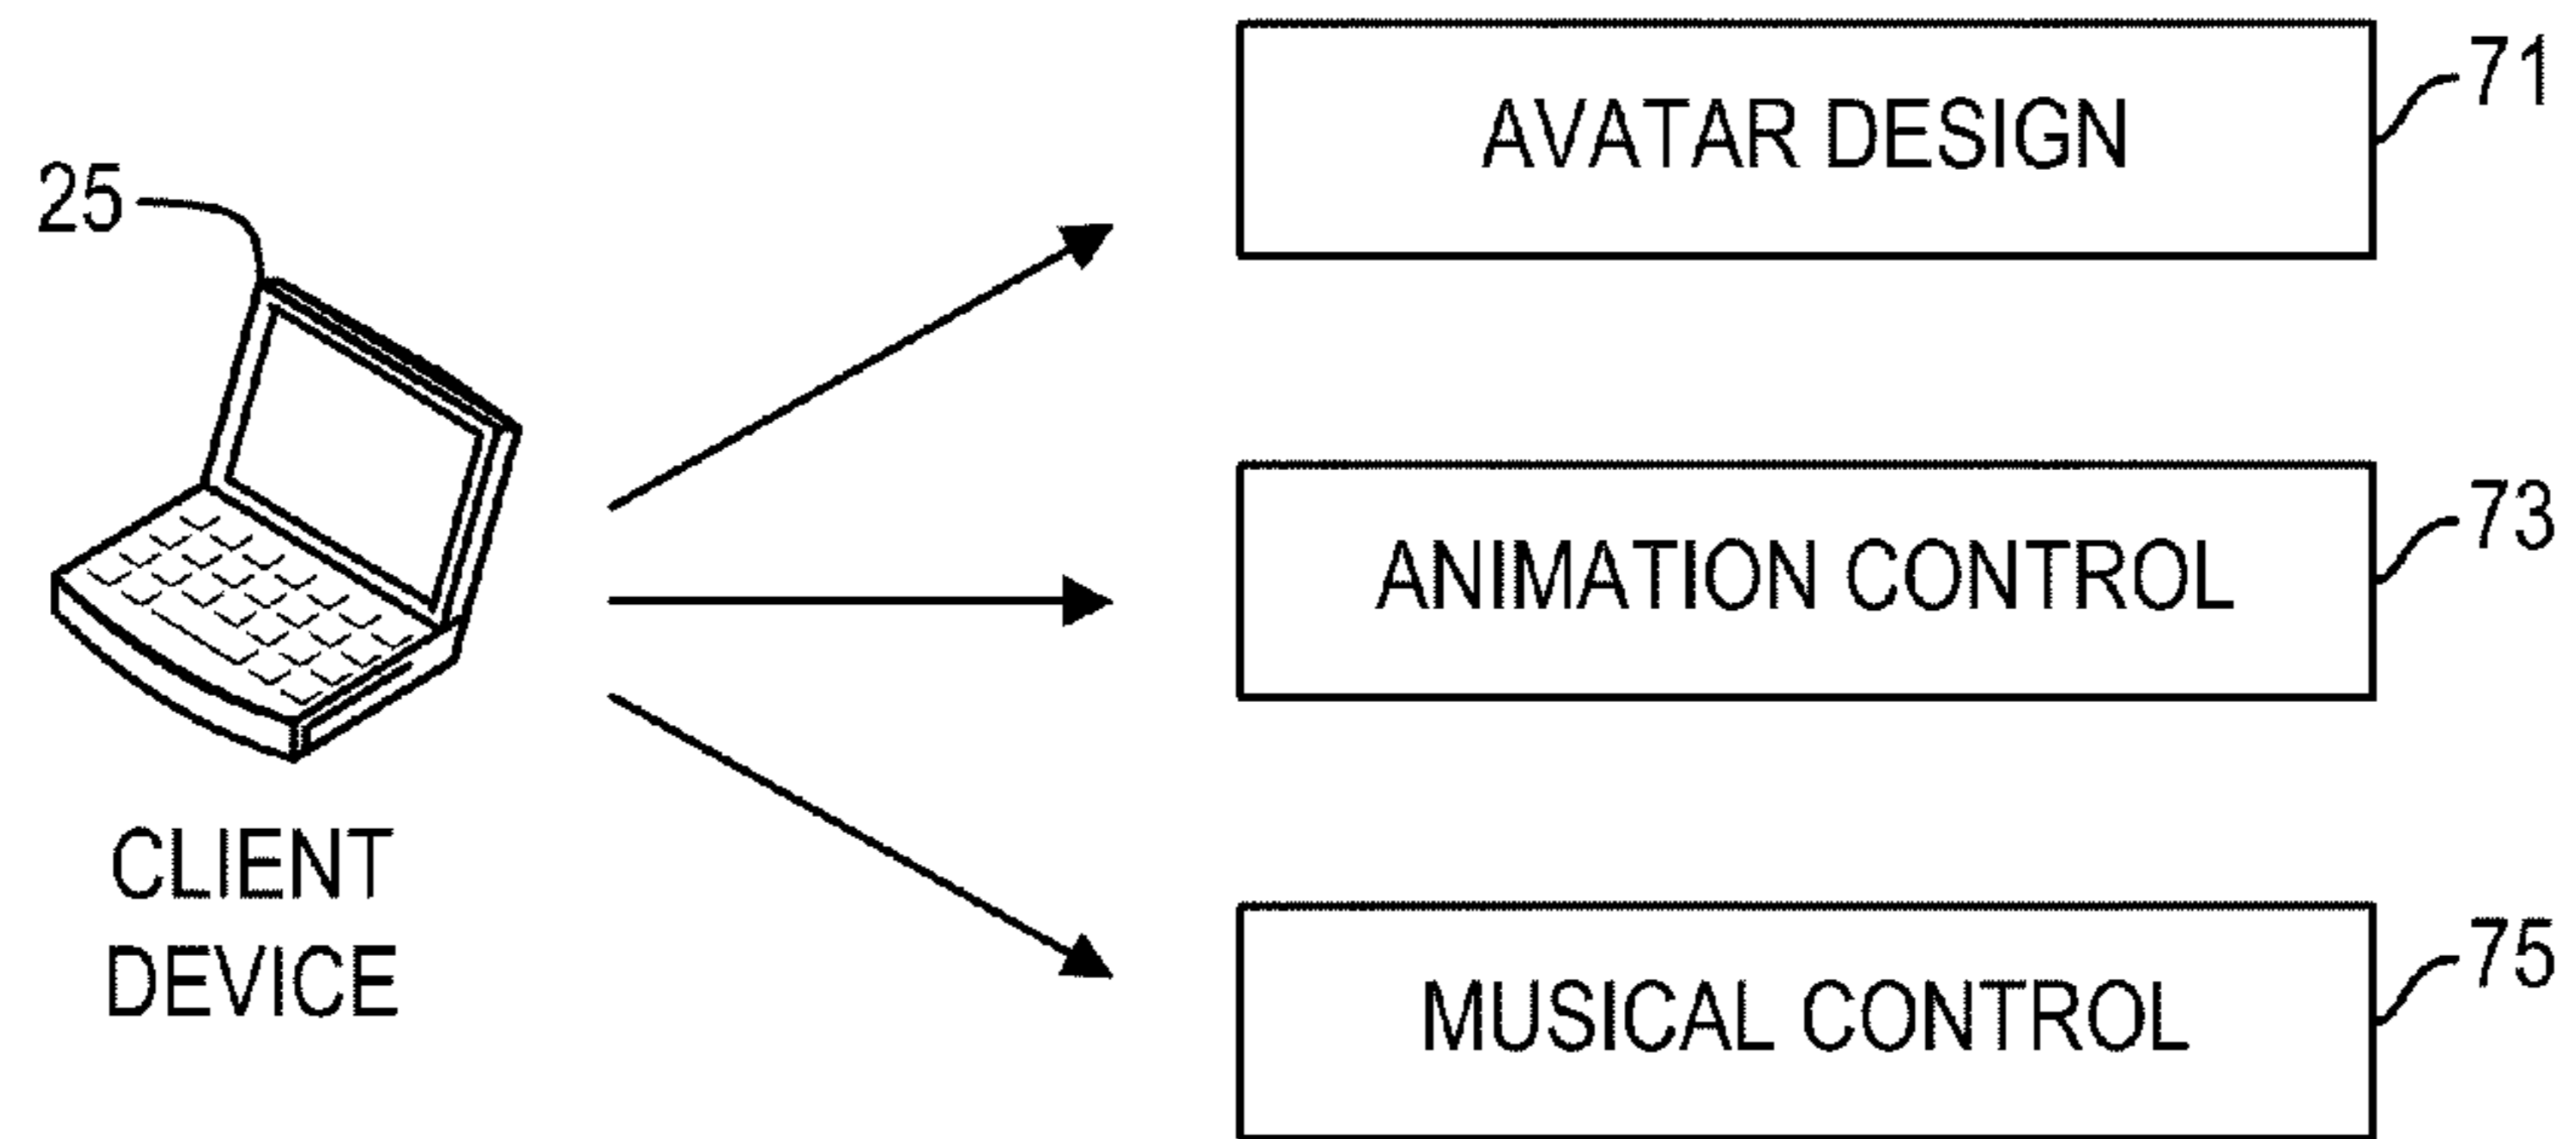 25
CLIENT
DEVICE
AVATAR DESIGN
71
ANIMATION CONTROL
73
MUSICAL CONTROL
75